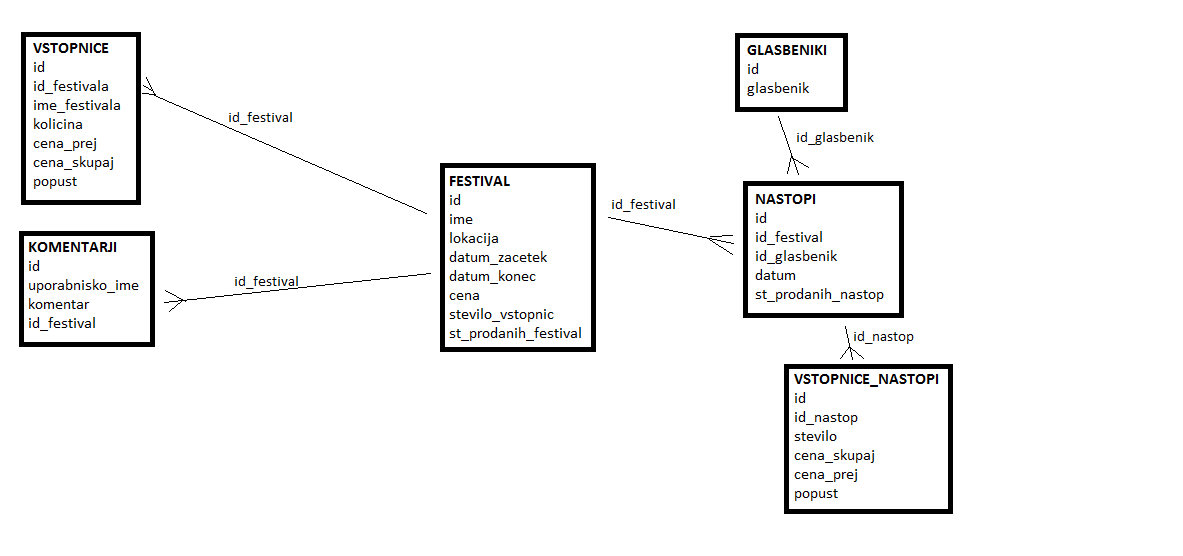 VSTOPNICE
id
id_festivala
ime_festivala
kolicina
cena_prej
cena_skupaj
popust
id_festival
KOMENTARJI
id
uporabnisko_ime
komentar
id_festival
id_festival
FESTIVAL
id
ime
lokacija
datum_zacetek
datum_konec
cena
stevilo_vstopnic
st_prodanih_festival
id_festival
GLASBENIKI
id
glasbenik
id_glasbenik
NASTOPI
id
id_festival
id_glasbenik
datum
st_prodanih_nastop
id_nastop
VSTOPNICE_NASTOPI
id
id_nastop
stevilo
cena_skupaj
cena_prej
popust